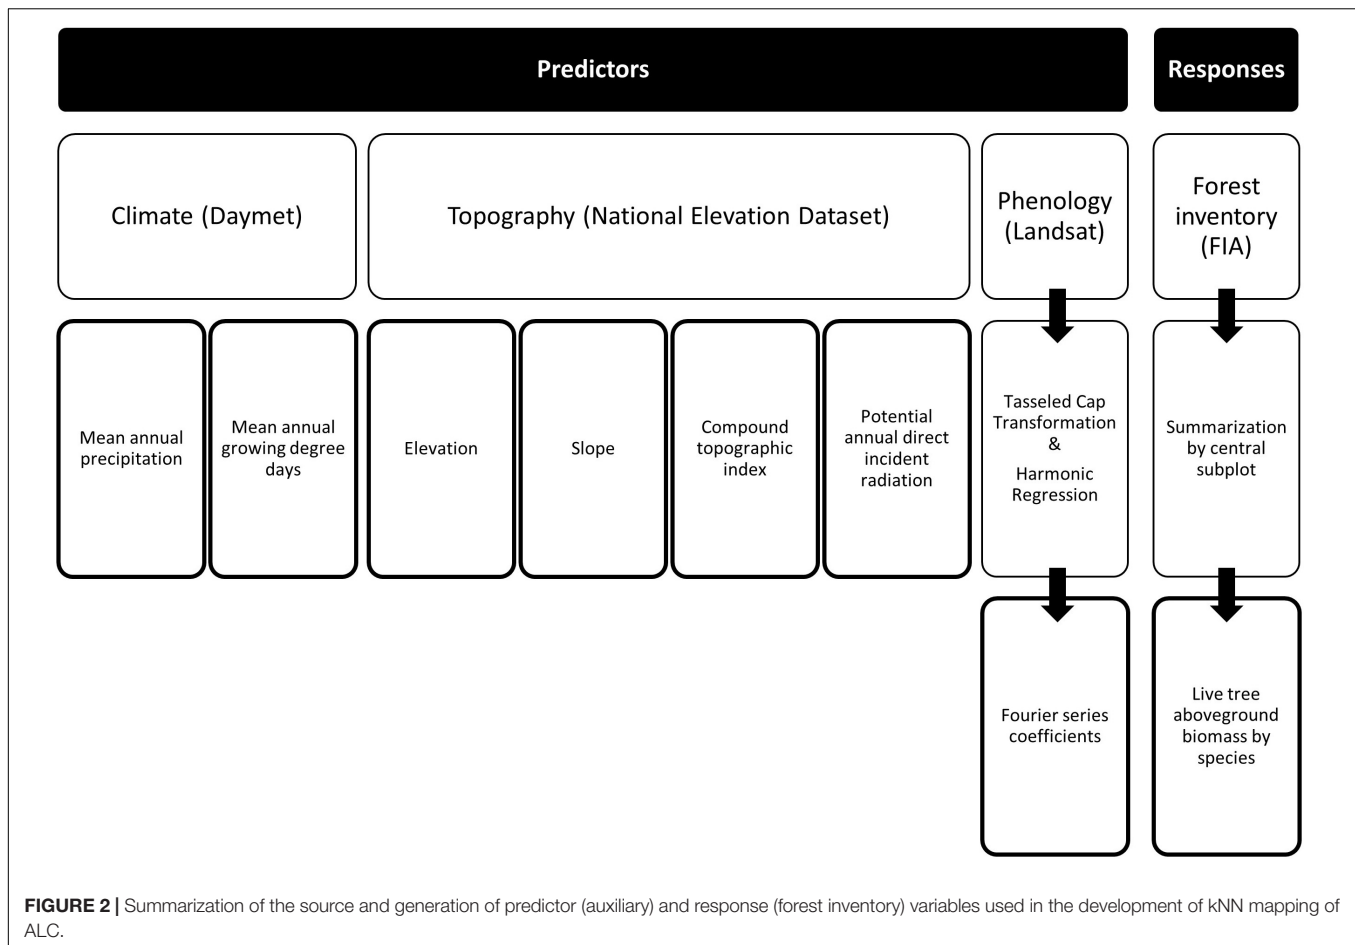 Predictors
Responses
Climate (Daymet)
Topography (National Elevation Dataset)
Phenology
(Landsat)
Forest
inventory
(FIA)
Mean annual
precipitation
Mean annual
growing degree
days
Elevation
Slope
Compound
topographic
index
Potential
annual direct
incident
radiation
Tasseled Cap
Transformation
&
Harmonic
Regression
Summarization
by central
subplot
Fourier series
coefficients
Live tree
aboveground
biomass by
species
FIGURE 2 | Summarization of the source and generation of predictor (auxiliary) and response (forest inventory) variables used in the development of kNN mapping of
ALC.